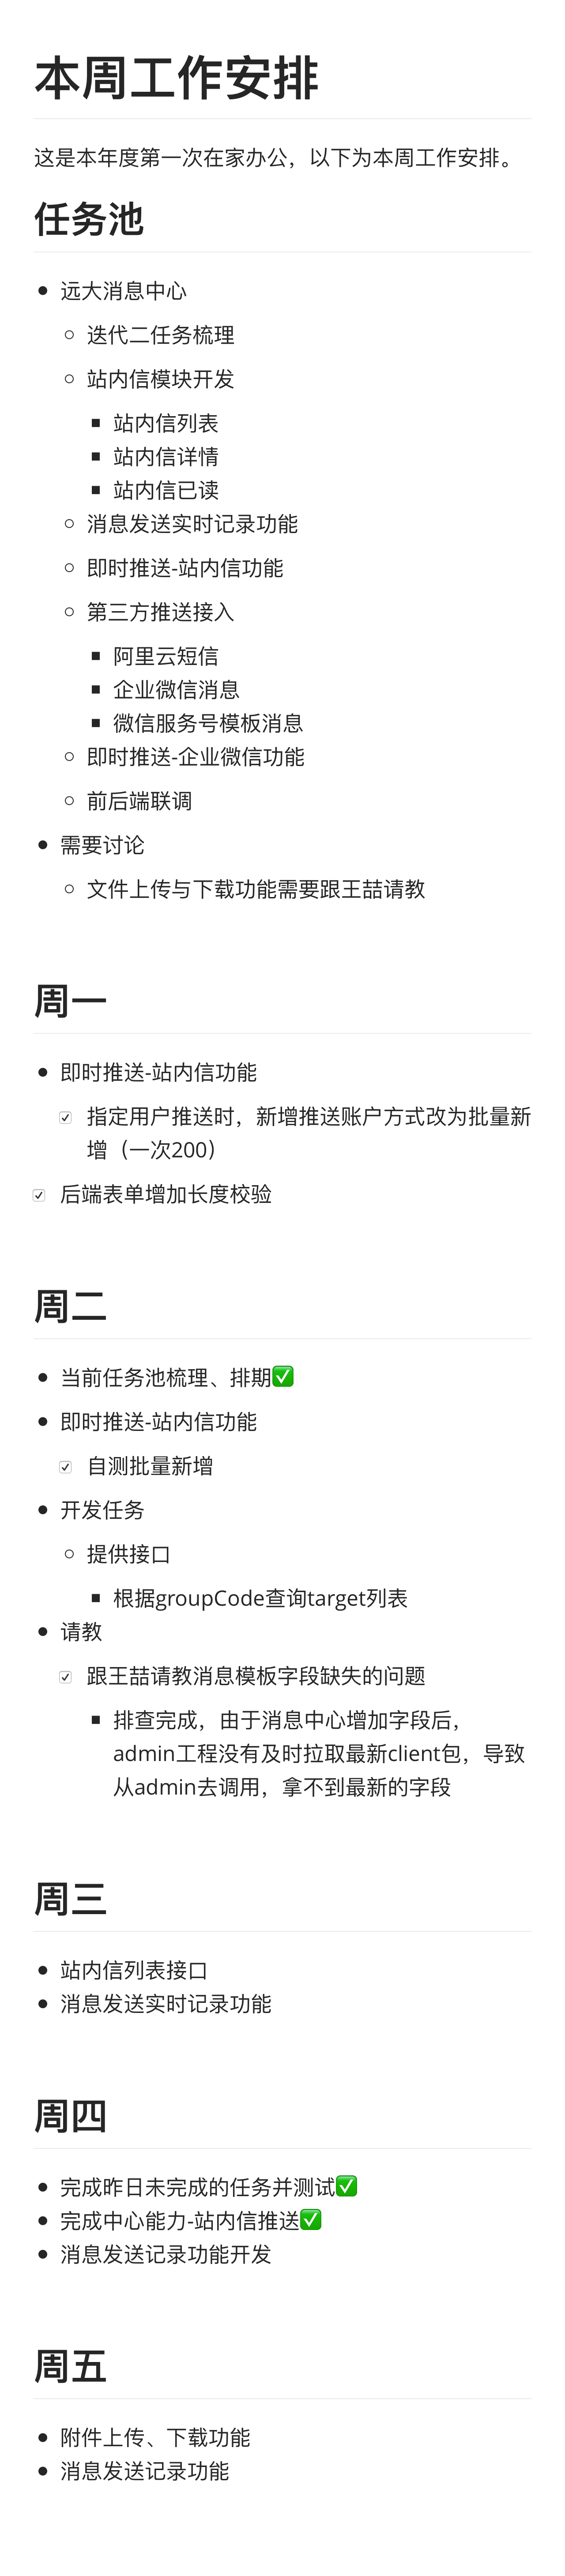 本周工作安排
这是本年度第一次在家办公，以下为本周工作安排。
任务池
远大消息中心
迭代二任务梳理
站内信模块开发
站内信列表
站内信详情
站内信已读
消息发送实时记录功能
即时推送-站内信功能
第三方推送接入
阿里云短信
企业微信消息
微信服务号模板消息
即时推送-企业微信功能
前后端联调
需要讨论
文件上传与下载功能需要跟王喆请教
周一
即时推送-站内信功能
指定用户推送时，新增推送账户方式改为批量新
增（一次200）
后端表单增加长度校验
周二
当前任务池梳理、排期✅
即时推送-站内信功能
自测批量新增
开发任务
提供接口
根据groupCode查询target列表
请教
跟王喆请教消息模板字段缺失的问题
排查完成，由于消息中心增加字段后，
admin工程没有及时拉取最新client包，导致
从admin去调用，拿不到最新的字段
周三
站内信列表接口
消息发送实时记录功能
周四
完成昨日未完成的任务并测试✅
完成中心能力-站内信推送✅
消息发送记录功能开发
周五
附件上传、下载功能
消息发送记录功能